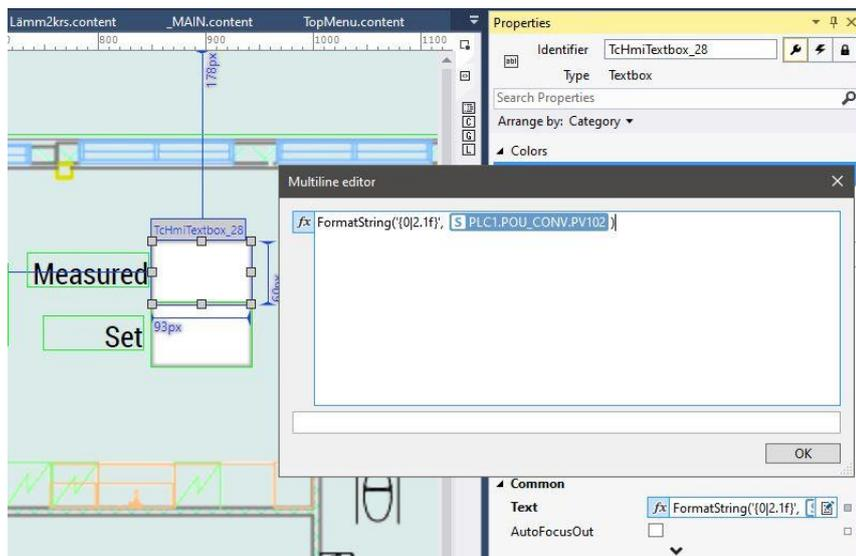 Lämm2krs.content
_MAIN.content
TopMenu.content
800
900
1000
1100
178px
TcHmiTextbox_28
Measured
Set
60px
93px
Properties
Identifier
TcHmiTextbox_28
Type
Textbox
Search Properties
Arrange by: Category
Colors
Multiline editor
fx FormatString('{0|2.1f}', S PLC1.POU_CONV.PV102 )
OK
Common
Text
fx FormatString('{0|2.1f}',
AutoFocusOut